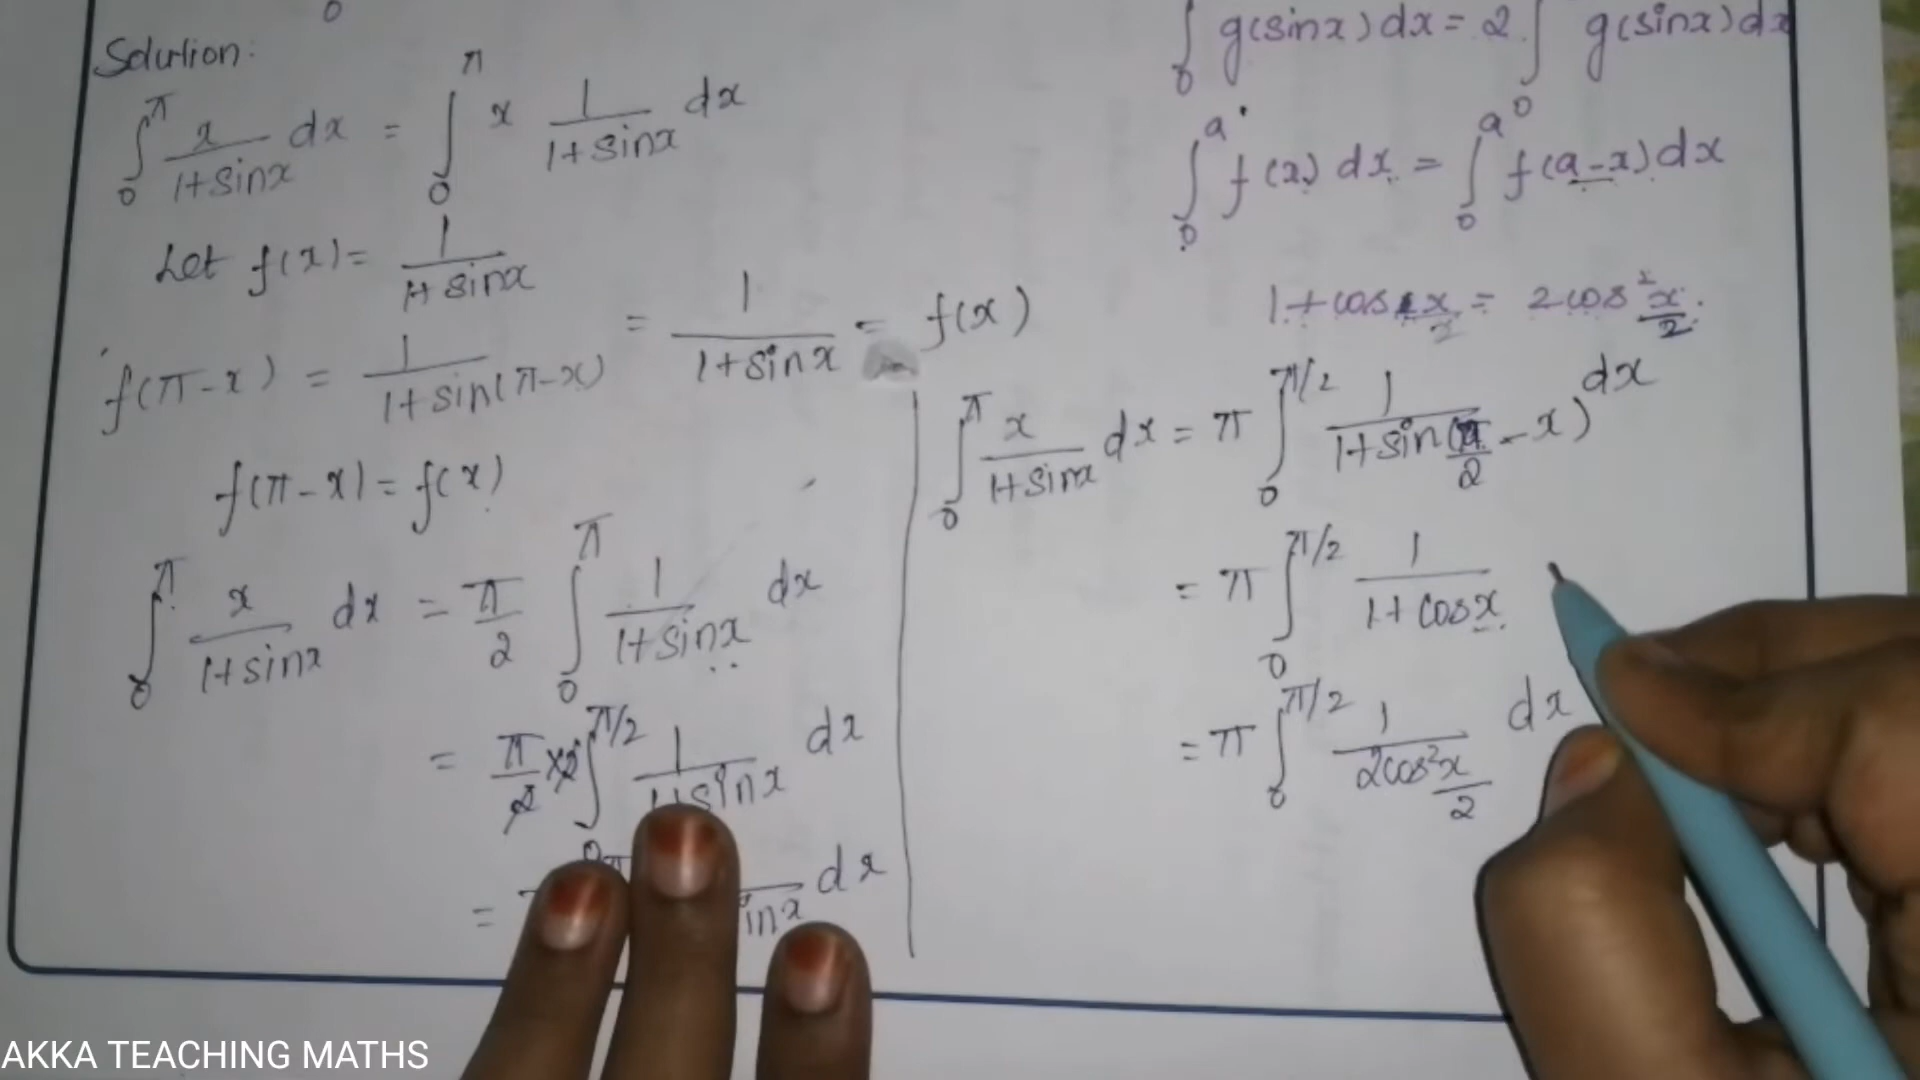 Solution:
∫₀^π x/(1+sinx) dx = ∫₀^π x 1/(1+sinx) dx
Let f(x) = 1/(1+sinx)
f(π-x) = 1/(1+sin(π-x)) = 1/(1+sinx) = f(x)
f(π-x) = f(x)
∫₀^π x/(1+sinx) dx = π/2 ∫₀^π 1/(1+sinx) dx
= π/2 ×2 ∫₀^(π/2) 1/(1+sinx) dx
= dx
∫₀ g(sinx) dx = 2 ∫₀ g(sinx) dx
∫₀^a f(x) dx = ∫₀^a f(a-x) dx
1+cosx = 2cos² x/2
∫₀^π x/(1+sinx) dx = π ∫₀^(π/2) 1/(1+sin(π/2 - x)) dx
= π ∫₀^(π/2) 1/(1+cosx)
= π ∫₀^(π/2) 1/(2cos² x/2) dx
AKKA TEACHING MATHS